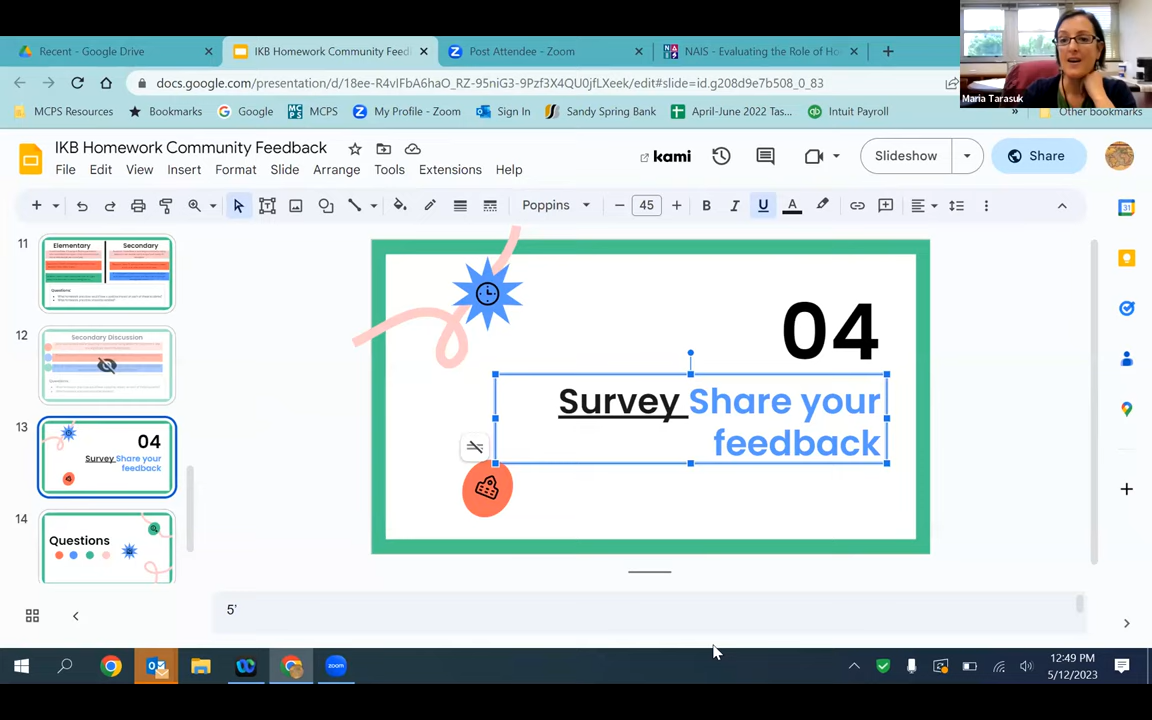 Recent - Google Drive
IKB Homework Community Feed
Post Attendee - Zoom
NAIS - Evaluating the Role of Ho
docs.google.com/presentation/d/18ee-R4vIFbA6haO_RZ-95niG3-9Pzf3X4QU0jfLXeek/edit#slide=id.g208d9e7b508_0_83
Maria Tarasuk
MCPS Resources
Bookmarks
Google
MCPS
My Profile - Zoom
Sign In
Sandy Spring Bank
April-June 2022 Tas...
Intuit Payroll
»
Other bookmarks
IKB Homework Community Feedback
kami
Slideshow
Share
File Edit View Insert Format Slide Arrange Tools Extensions Help
Poppins
45
B I U A
31
11
Elementary
Secondary
Questions:
12
Secondary Discussion
Questions:
13
04
Survey Share your
feedback
14
Questions
04
Survey Share your
feedback
5'
zoom
12:49 PM
5/12/2023